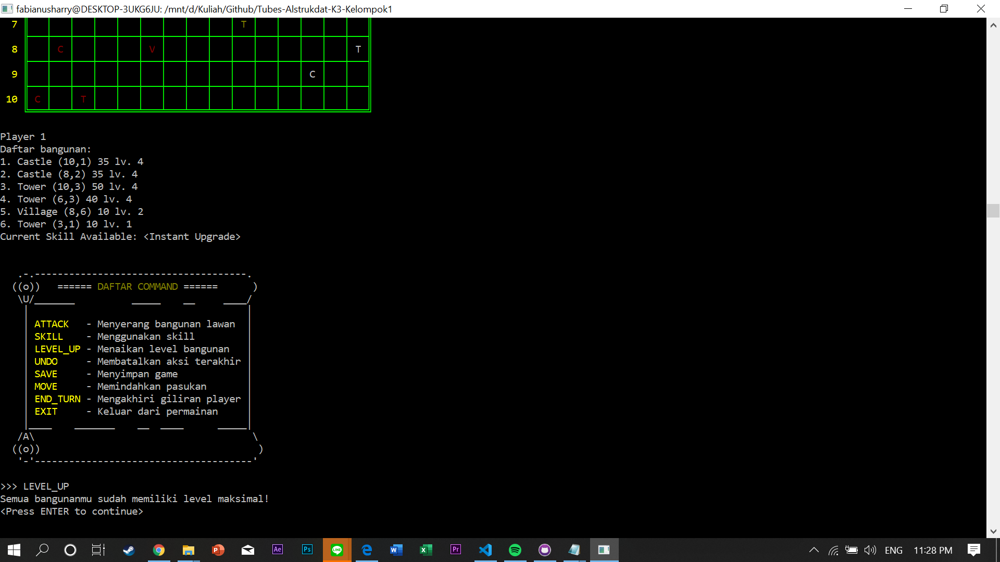 fabianusharry@DESKTOP-3UKG6JU: /mnt/d/Kuliah/Github/Tubes-Alstrukdat-K3-Kelompok1
7 T
8 C V T
9 C
10 C T
Player 1
Daftar bangunan:
1. Castle (10,1) 35 lv. 4
2. Castle (8,2) 35 lv. 4
3. Tower (10,3) 50 lv. 4
4. Tower (6,3) 40 lv. 4
5. Village (8,6) 10 lv. 2
6. Tower (3,1) 10 lv. 1
Current Skill Available: <Instant Upgrade>
.-.-------------------------------------.
((o))   ====== DAFTAR COMMAND ======      )
\U/_______          _____    __     ____/
ATTACK   - Menyerang bangunan lawan
SKILL    - Menggunakan skill
LEVEL_UP - Menaikan level bangunan
UNDO     - Membatalkan aksi terakhir
SAVE     - Menyimpan game
MOVE     - Memindahkan pasukan
END_TURN - Mengakhiri giliran player
EXIT     - Keluar dari permainan
|____    _______    __  ____      _____|
/A\                                      \
((o))                                      )
'-'--------------------------------------'
>>> LEVEL_UP
Semua bangunanmu sudah memiliki level maksimal!
<Press ENTER to continue>
Ae Ps LINE Pr ENG 11:28 PM